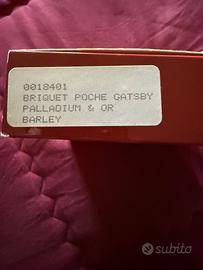 0018401
BRIQUET POCHE GATSBY
PALLADIUM & OR
BARLEY
subito